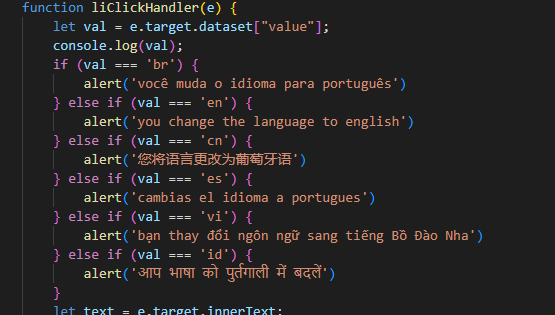 function liClickHandler(e) {
let val = e.target.dataset["value"];
console.log(val);
if (val === 'br') {
alert('você muda o idioma para português')
} else if (val === 'en') {
alert('you change the language to english')
} else if (val === 'cn') {
alert('您将语言更改为葡萄牙语')
} else if (val === 'es') {
alert('cambias el idioma a portugues')
} else if (val === 'vi') {
alert('bạn thay đổi ngôn ngữ sang tiếng Bồ Đào Nha')
} else if (val === 'id') {
alert('आप भाषा को पुर्तगाली में बदलें')
}
let text = e.target.innerText;